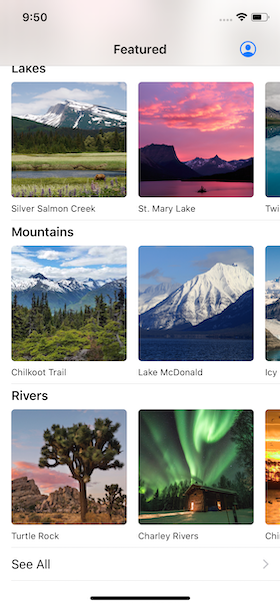 9:50
Featured
Lakes
Silver Salmon Creek
St. Mary Lake
Twi
Mountains
Chilkoot Trail
Lake McDonald
Icy
Rivers
Turtle Rock
Charley Rivers
Chi
See All